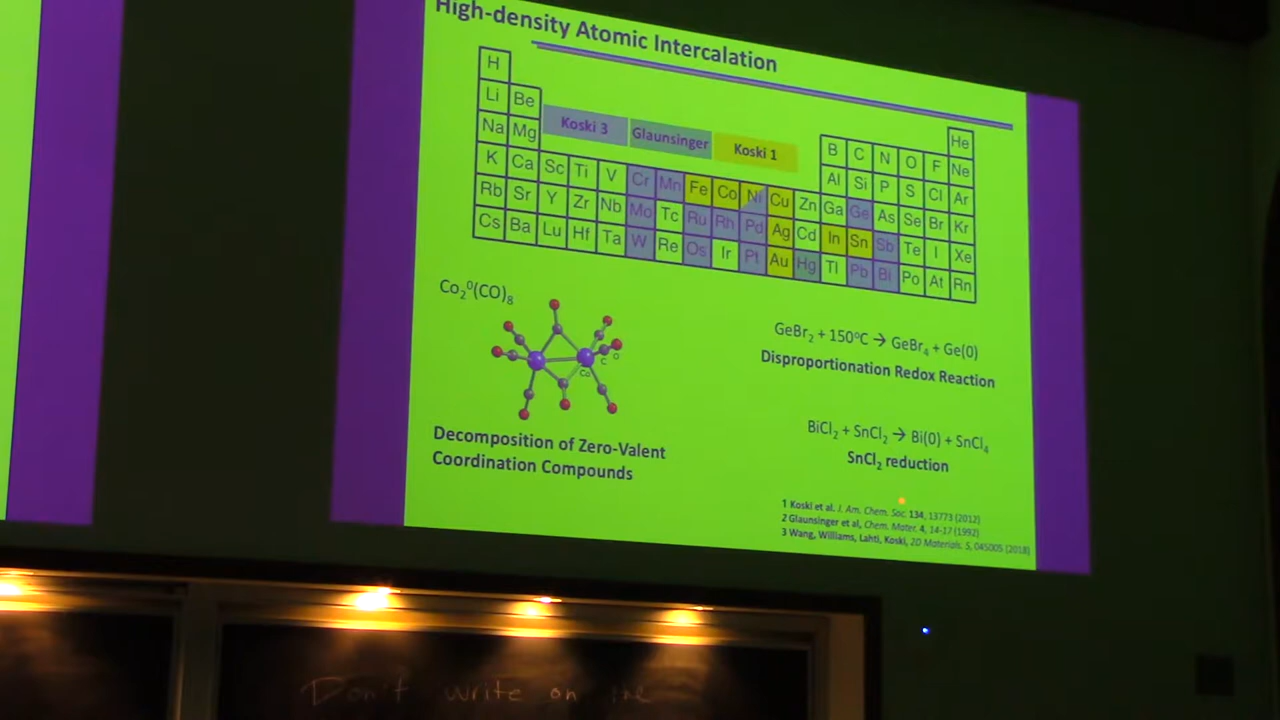 High-density Atomic Intercalation
H He
Li Be B C N O F Ne
Na Mg Koski 3 Glaunsinger Koski 1 Al Si P S Cl Ar
K Ca Sc Ti V Cr Mn Fe Co Ni Cu Zn Ga Ge As Se Br Kr
Rb Sr Y Zr Nb Mo Tc Ru Rh Pd Ag Cd In Sn Sb Te I Xe
Cs Ba Lu Hf Ta W Re Os Ir Pt Au Hg Tl Pb Bi Po At Rn
Co₂⁰(CO)₈
Co C O
Decomposition of Zero-Valent
Coordination Compounds
GeBr₂ + 150°C → GeBr₄ + Ge(0)
Disproportionation Redox Reaction
BiCl₂ + SnCl₂ → Bi(0) + SnCl₄
SnCl₂ reduction
1 Koski et al. J. Am. Chem. Soc. 134, 13773 (2012)
2 Glaunsinger et al, Chem. Mater. 4, 14-17 (1992)
3 Wang, Williams, Lahti, Koski, 2D Materials. 5, 045005 (2018)
Don't write on the